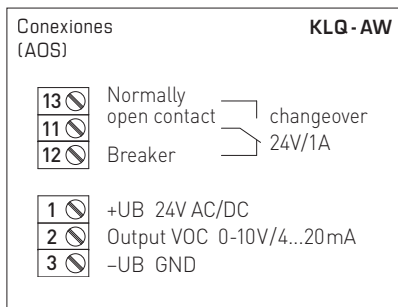 Conexiones KLQ-AW
(AOS)
13 Normally
open contact changeover
11
24V/1A
12 Breaker
1 +UB 24V AC/DC
2 Output VOC 0-10V/4...20mA
3 –UB GND